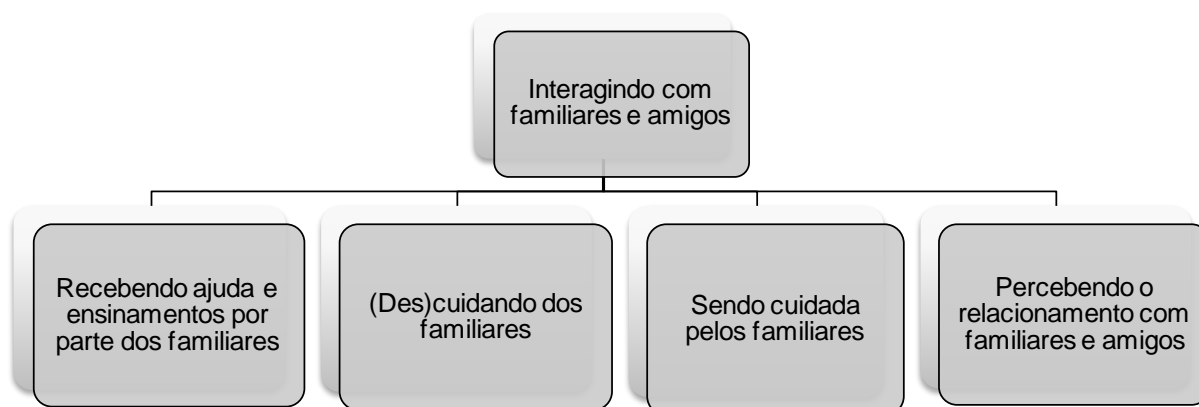 Interagindo com
familiares e amigos
Recebendo ajuda e
ensinamentos por
parte dos familiares
(Des)cuidando dos
familiares
Sendo cuidada
pelos familiares
Percebendo o
relacionamento com
familiares e amigos